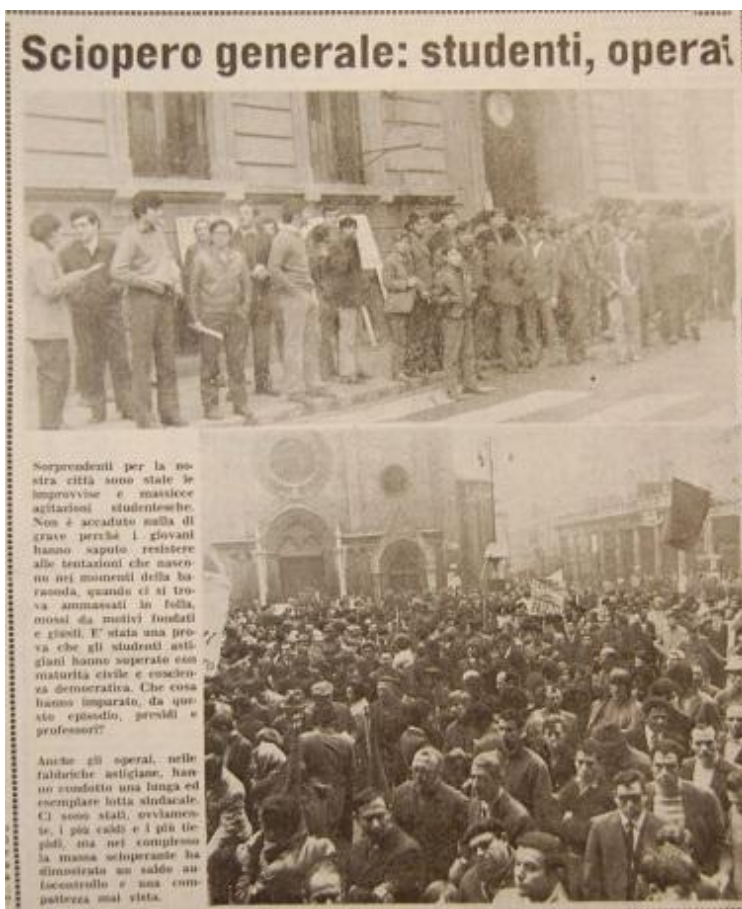 Sciopero generale: studenti, operai
Sorprendenti per la no-
stra città sono state le
improvvise e massicce
agitazioni studentesche.
Non è accaduto nulla di
grave perchè i giovani
hanno saputo resistere
alle tentazioni che nasco-
no nei momenti della ba-
raonda, quando ci si tro-
va ammassati in folla,
mossi da motivi fondati
e giusti. E' stata una pro-
va che gli studenti asti-
giani hanno superato con
maturità civile e coscien-
za democratica. Che cosa
hanno imparato, da que-
sto episodio, presidi e
professori?
Anche gli operai, nelle
fabbriche astigiane, han-
no condotto una lunga ed
esemplare lotta sindacale.
Ci sono stati, ovviamen-
te, i più caldi e i più tie-
pidi, ma nel complesso
la massa scioperante ha
dimostrato un saldo au-
tocontrollo e una com-
pattezza mai vista.